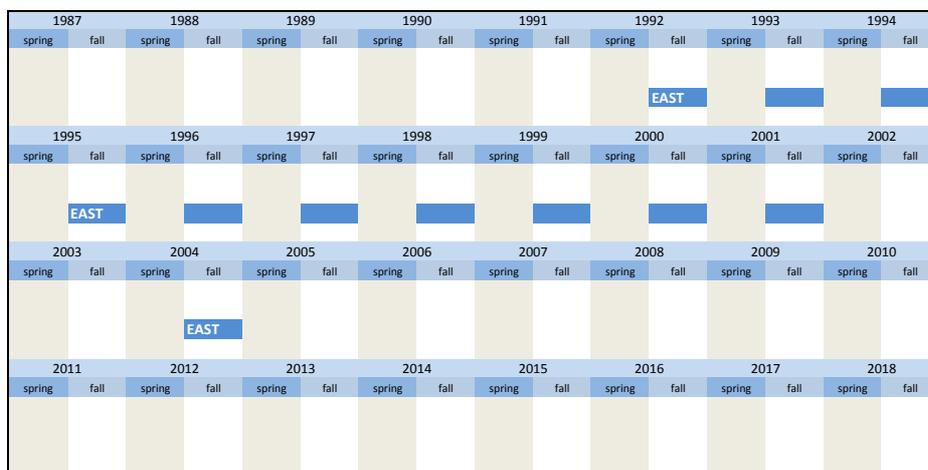 1987 1988 1989 1990 1991 1992 1993 1994
spring fall spring fall spring fall spring fall spring fall spring fall spring fall spring fall
EAST
1995 1996 1997 1998 1999 2000 2001 2002
spring fall spring fall spring fall spring fall spring fall spring fall spring fall spring fall
EAST
2003 2004 2005 2006 2007 2008 2009 2010
spring fall spring fall spring fall spring fall spring fall spring fall spring fall spring fall
EAST
2011 2012 2013 2014 2015 2016 2017 2018
spring fall spring fall spring fall spring fall spring fall spring fall spring fall spring fall